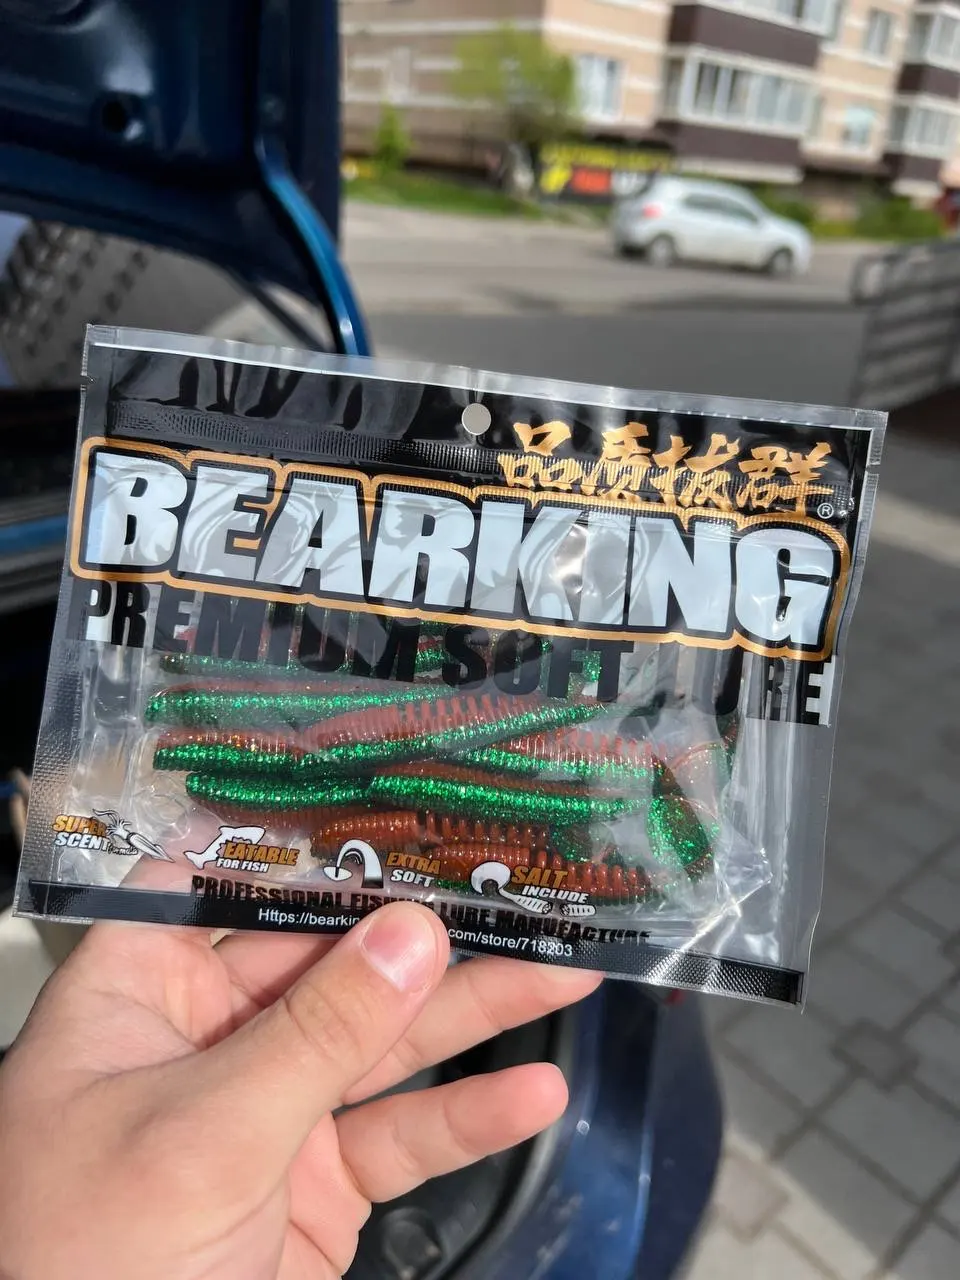 品质拔群
BEARKING
®
PREMIUM SOFT LURE
SUPER
SCENT
Formula
EATABLE
FOR FISH
EXTRA
SOFT
SALT
INCLUDE
PROFESSIONAL LURE MANUFACTURE
Https://bearkin .com/store/718203